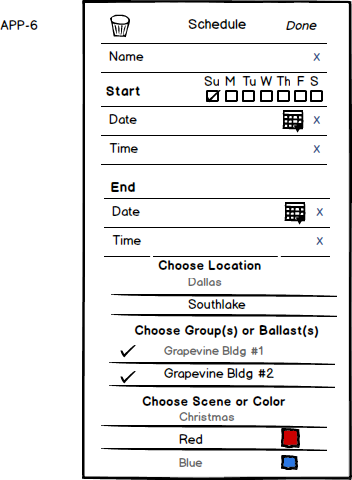 APP-6
Schedule Done
Name x
Su M Tu W Th F S
Start
Date x
Time x
End
Date x
Time x
Choose Location
Dallas
Southlake
Choose Group(s) or Ballast(s)
Grapevine Bldg #1
Grapevine Bldg #2
Choose Scene or Color
Christmas
Red
Blue